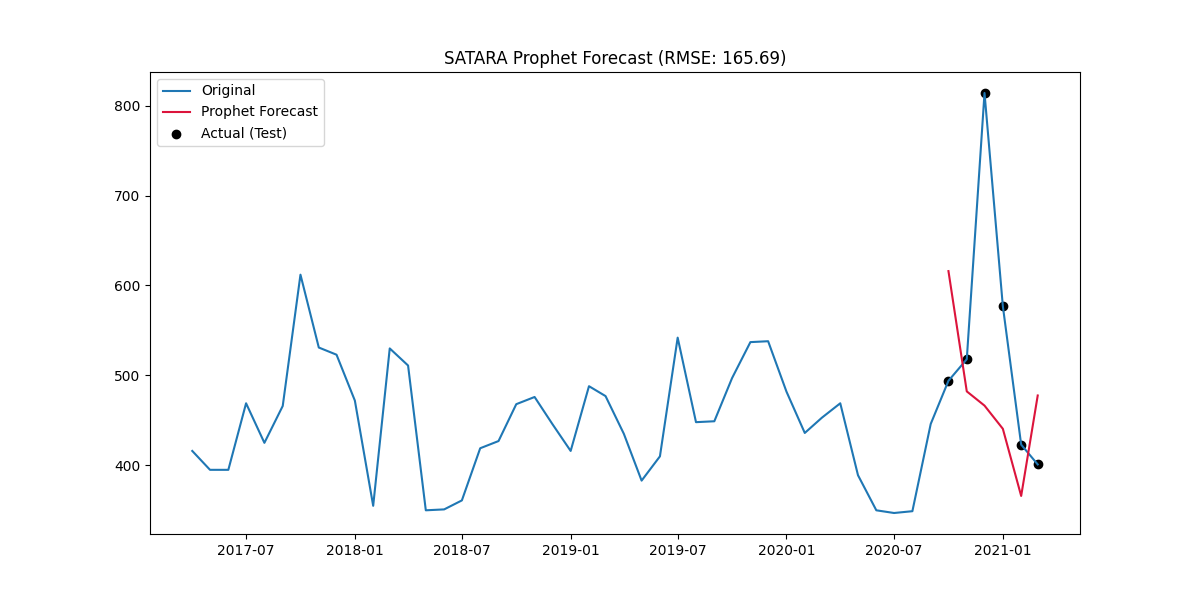 SATARA Prophet Forecast (RMSE: 165.69)
Original
Prophet Forecast
Actual (Test)
800
700
600
500
400
2017-07 2018-01 2018-07 2019-01 2019-07 2020-01 2020-07 2021-01